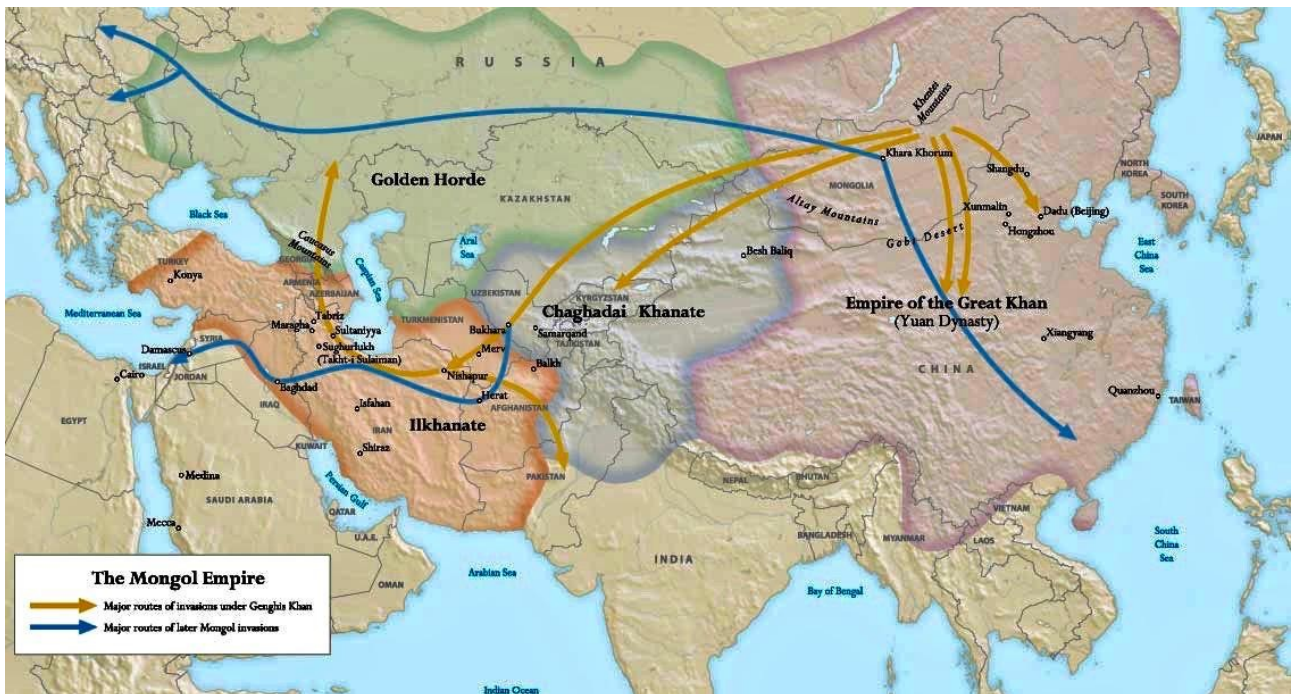 RUSSIA
Khentei
Mountains
Khara Khorum
Shangdu
JAPAN
NORTH
KOREA
SOUTH
KOREA
Golden Horde
KAZAKHSTAN
MONGOLIA
Altay Mountains
Xunmalin
Dadu (Beijing)
Hongzhou
Gobi Desert
Black Sea
Caucasus
Mountains
Caspian Sea
Aral
Sea
Besh Baliq
East
China
Sea
TURKEY
Konya
GEORGIA
ARMENIA
AZERBAIJAN
UZBEKISTAN
KYRGYZSTAN
Chaghadai Khanate
Empire of the Great Khan
(Yuan Dynasty)
Mediterranean Sea
Tabriz
Maragha
Sultaniyya
Sughurlukh
(Takht-i Sulaiman)
TURKMENISTAN
Bukhara
Samarqand
TAJIKISTAN
Xiangyang
SYRIA
Damascus
Merv
Balkh
Nishapur
CHINA
ISRAEL
JORDAN
Cairo
Baghdad
IRAQ
Isfahan
Herat
AFGHANISTAN
Quanzhou
TAIWAN
EGYPT
Ilkhanate
IRAN
KUWAIT
Shiraz
PAKISTAN
NEPAL
BHUTAN
Medina
SAUDI ARABIA
Persian Gulf
QATAR
U.A.E.
Mecca
OMAN
INDIA
BANGLADESH
MYANMAR
VIETNAM
LAOS
South
China
Sea
Arabian Sea
Bay of Bengal
The Mongol Empire
Major routes of invasions under Genghis Khan
Major routes of later Mongol invasions
Indian Ocean